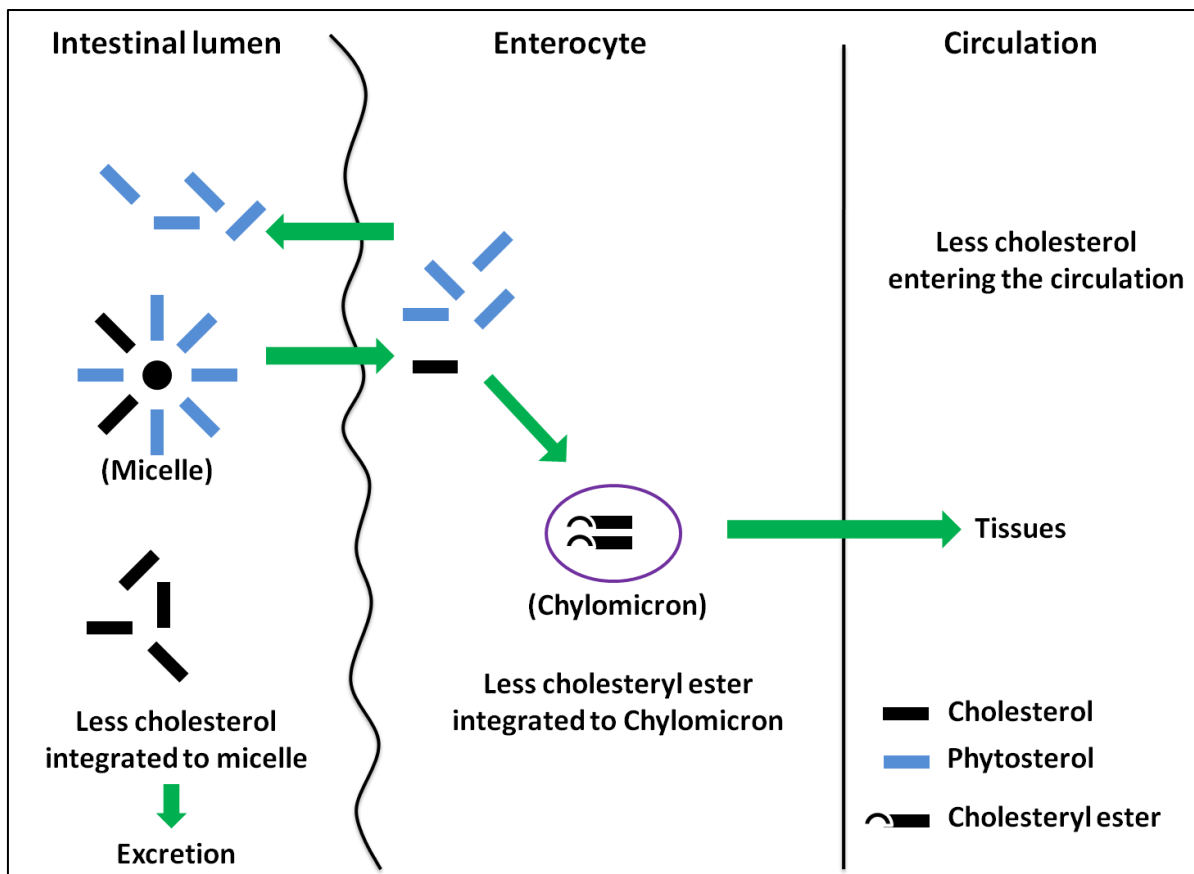 Intestinal lumen
Enterocyte
Circulation
Less cholesterol
entering the circulation
(Micelle)
Tissues
(Chylomicron)
Less cholesteryl ester
integrated to Chylomicron
Less cholesterol
integrated to micelle
Excretion
Cholesterol
Phytosterol
Cholesteryl ester